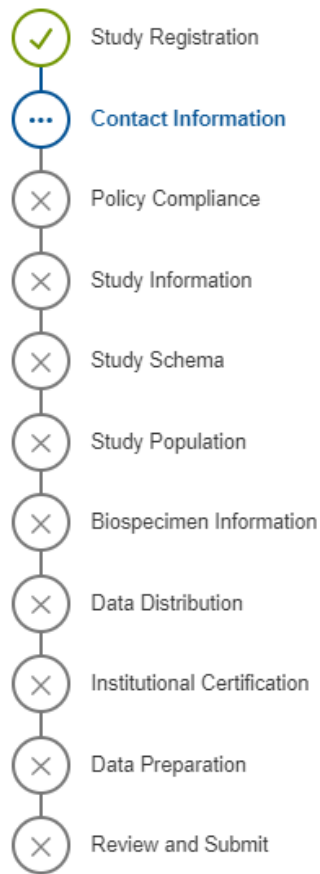 Study Registration
Contact Information
Policy Compliance
Study Information
Study Schema
Study Population
Biospecimen Information
Data Distribution
Institutional Certification
Data Preparation
Review and Submit